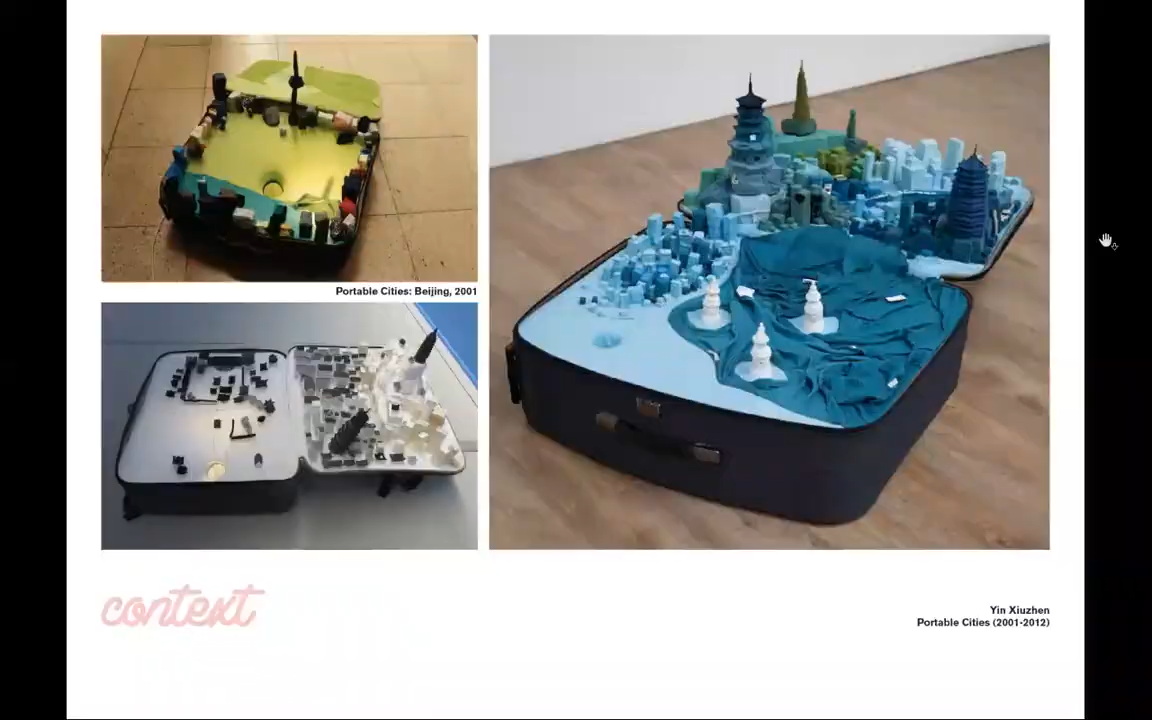 Portable Cities: Beijing, 2001
context
Yin Xiuzhen
Portable Cities (2001-2012)